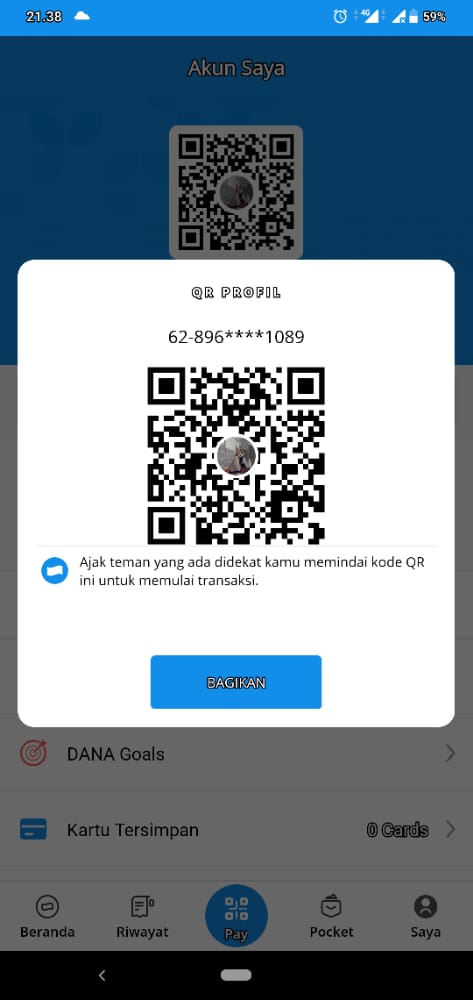 21.38
4G
59%
Akun Saya
QR PROFIL
62-896****1089
Ajak teman yang ada didekat kamu memindai kode QR
ini untuk memulai transaksi.
BAGIKAN
DANA Goals
Kartu Tersimpan
0 Cards
Beranda
Riwayat
Pay
Pocket
Saya